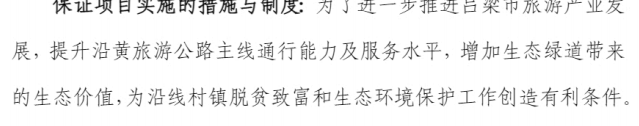 保证项目实施的措施与制度：为了进一步推进吕梁市旅游产业发
展，提升沿黄旅游公路主线通行能力及服务水平，增加生态绿道带来
的生态价值，为沿线村镇脱贫致富和生态环境保护工作创造有利条件。